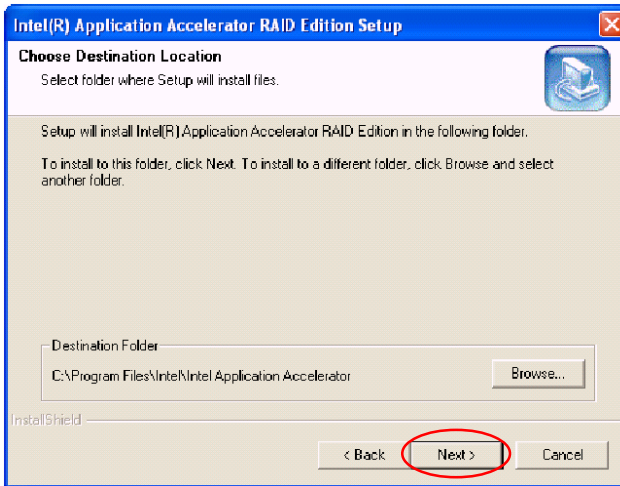 Intel(R) Application Accelerator RAID Edition Setup
Choose Destination Location
Select folder where Setup will install files.
Setup will install Intel(R) Application Accelerator RAID Edition in the following folder.
To install to this folder, click Next. To install to a different folder, click Browse and select
another folder.
Destination Folder
C:\Program Files\Intel\Intel Application Accelerator
Browse...
InstallShield
< Back
Next >
Cancel